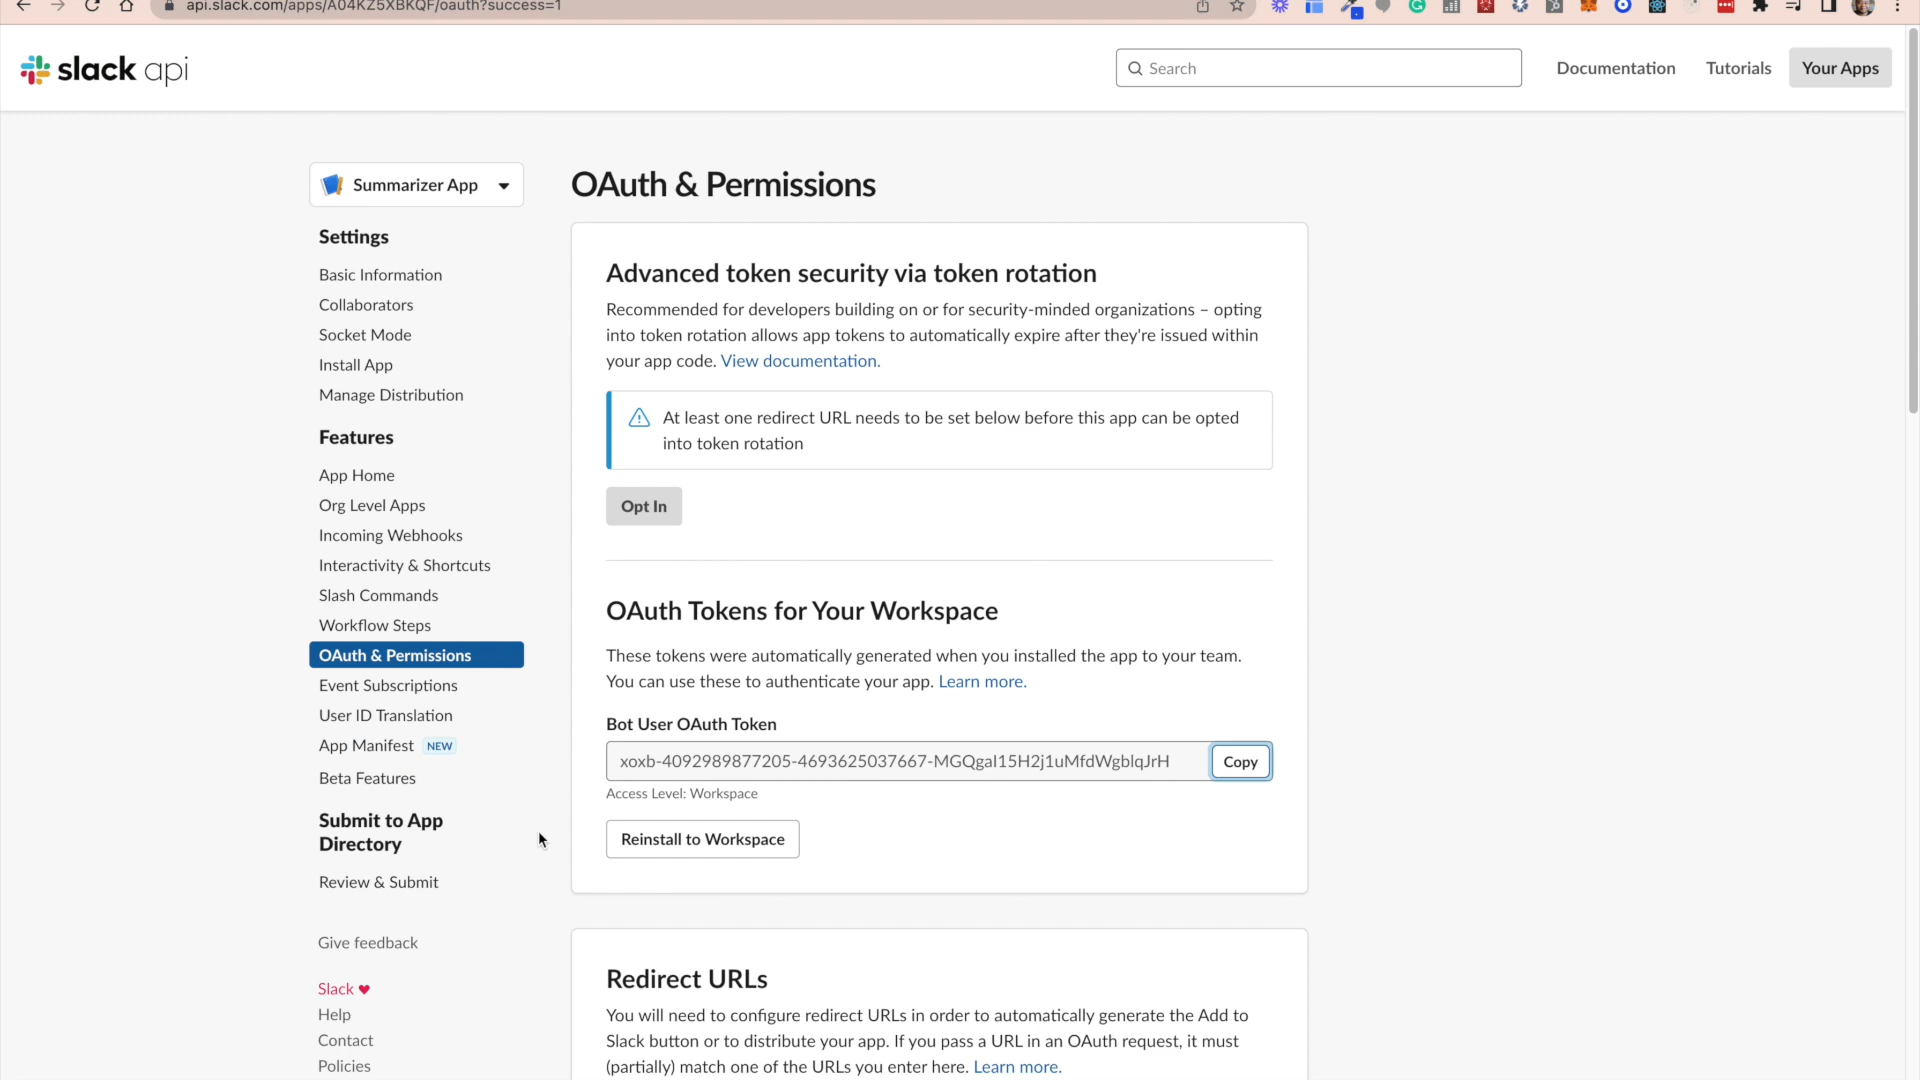 api.slack.com/apps/A04KZ5XBKQF/oauth?success=1
slack api
Search
Documentation
Tutorials
Your Apps
Summarizer App
Settings
Basic Information
Collaborators
Socket Mode
Install App
Manage Distribution
Features
App Home
Org Level Apps
Incoming Webhooks
Interactivity & Shortcuts
Slash Commands
Workflow Steps
OAuth & Permissions
Event Subscriptions
User ID Translation
App Manifest NEW
Beta Features
Submit to App
Directory
Review & Submit
Give feedback
Slack ♥
Help
Contact
Policies
OAuth & Permissions
Advanced token security via token rotation
Recommended for developers building on or for security-minded organizations – opting
into token rotation allows app tokens to automatically expire after they're issued within
your app code. View documentation.
At least one redirect URL needs to be set below before this app can be opted
into token rotation
Opt In
OAuth Tokens for Your Workspace
These tokens were automatically generated when you installed the app to your team.
You can use these to authenticate your app. Learn more.
Bot User OAuth Token
xoxb-4092989877205-4693625037667-MGQgaI15H2j1uMfdWgblqJrH
Copy
Access Level: Workspace
Reinstall to Workspace
Redirect URLs
You will need to configure redirect URLs in order to automatically generate the Add to
Slack button or to distribute your app. If you pass a URL in an OAuth request, it must
(partially) match one of the URLs you enter here. Learn more.